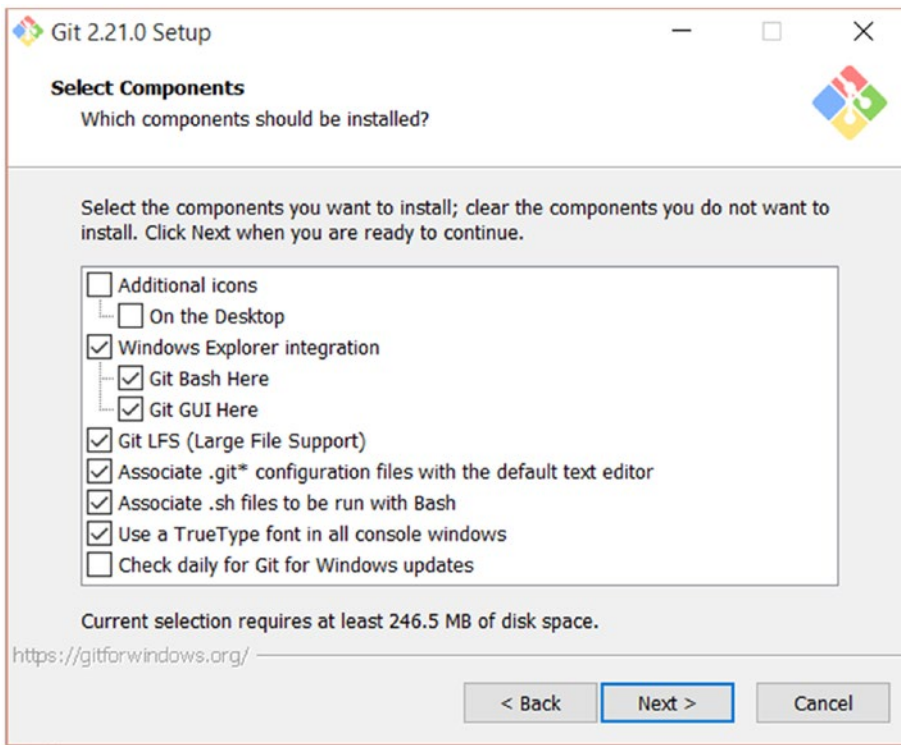 Git 2.21.0 Setup
Select Components
Which components should be installed?
Select the components you want to install; clear the components you do not want to
install. Click Next when you are ready to continue.
Additional icons
On the Desktop
Windows Explorer integration
Git Bash Here
Git GUI Here
Git LFS (Large File Support)
Associate .git* configuration files with the default text editor
Associate .sh files to be run with Bash
Use a TrueType font in all console windows
Check daily for Git for Windows updates
Current selection requires at least 246.5 MB of disk space.
https://gitforwindows.org/
< Back
Next >
Cancel